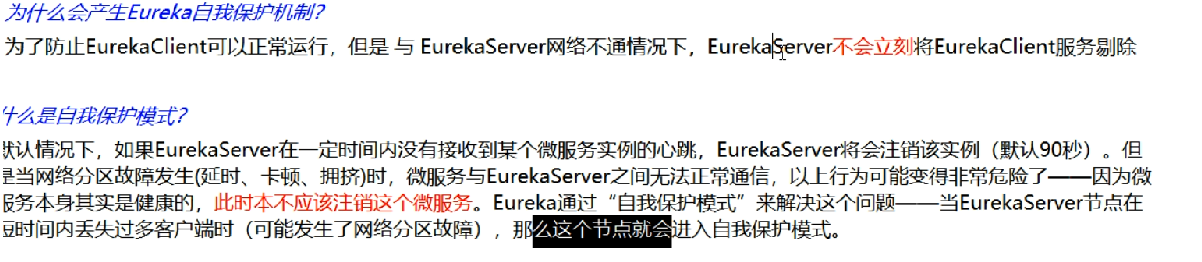 为什么会产生Eureka自我保护机制?
为了防止EurekaClient可以正常运行，但是 与 EurekaServer网络不通情况下，EurekaServer不会立刻将EurekaClient服务剔除
什么是自我保护模式?
默认情况下，如果EurekaServer在一定时间内没有接收到某个微服务实例的心跳，EurekaServer将会注销该实例（默认90秒）。但
是当网络分区故障发生(延时、卡顿、拥挤)时，微服务与EurekaServer之间无法正常通信，以上行为可能变得非常危险了——因为微
服务本身其实是健康的，此时本不应该注销这个微服务。Eureka通过“自我保护模式”来解决这个问题——当EurekaServer节点在
短时间内丢失过多客户端时（可能发生了网络分区故障），那么这个节点就会进入自我保护模式。